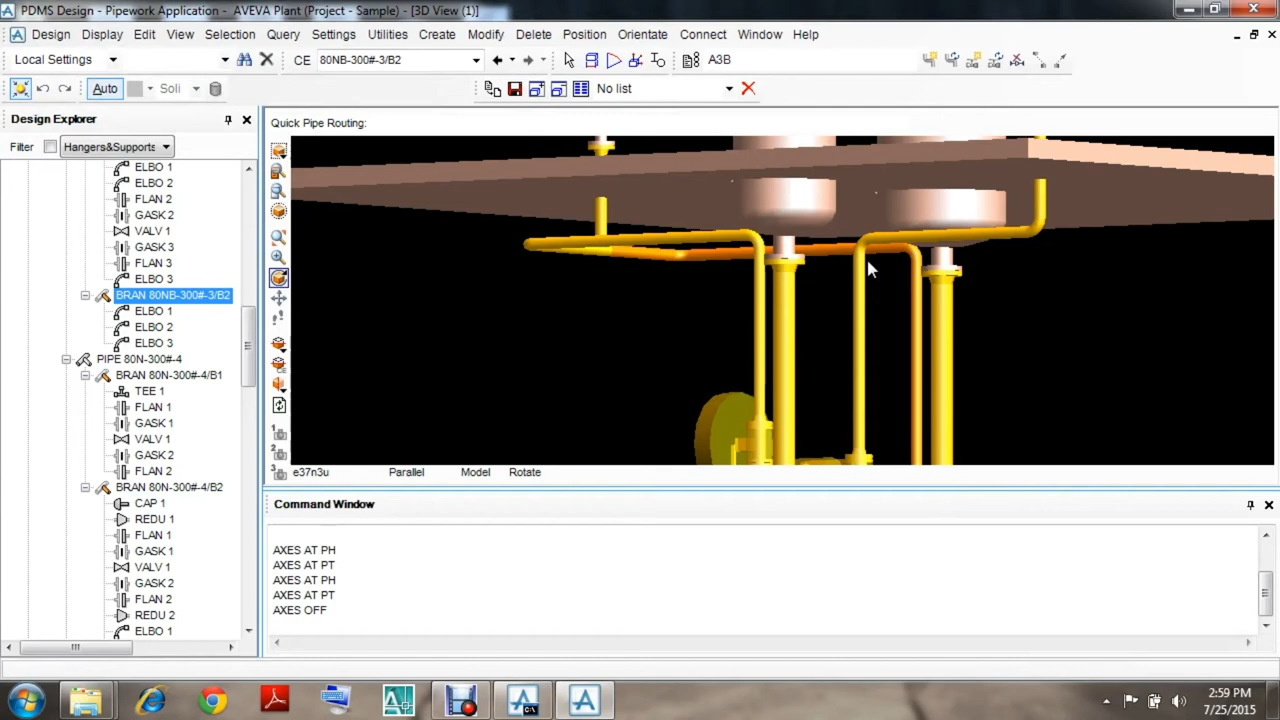 PDMS Design - Pipework Application - AVEVA Plant (Project - Sample) - [3D View (1)]
Design Display Edit View Selection Query Settings Utilities Create Modify Delete Position Orientate Connect Window Help
Local Settings CE 80NB-300#-3/B2 A3B
Auto Soli No list
Design Explorer
Filter Hangers&Supports
ELBO 1
ELBO 2
FLAN 2
GASK 2
VALV 1
GASK 3
FLAN 3
ELBO 3
BRAN 80NB-300#-3/B2
ELBO 1
ELBO 2
ELBO 3
PIPE 80N-300#-4
BRAN 80N-300#-4/B1
TEE 1
FLAN 1
GASK 1
VALV 1
GASK 2
FLAN 2
BRAN 80N-300#-4/B2
CAP 1
REDU 1
FLAN 1
GASK 1
VALV 1
GASK 2
FLAN 2
REDU 2
ELBO 1
Quick Pipe Routing:
CE
1
2
3
e37n3u Parallel Model Rotate
Command Window
AXES AT PH
AXES AT PT
AXES AT PH
AXES AT PT
AXES OFF
2:59 PM
7/25/2015